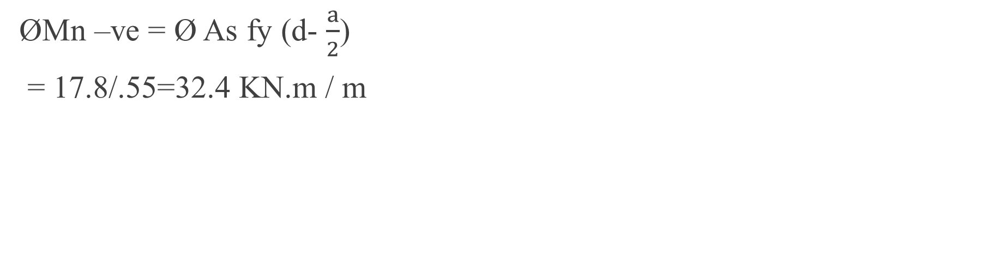 ØMn –ve = Ø As fy (d- a/2)
= 17.8/.55=32.4 KN.m / m